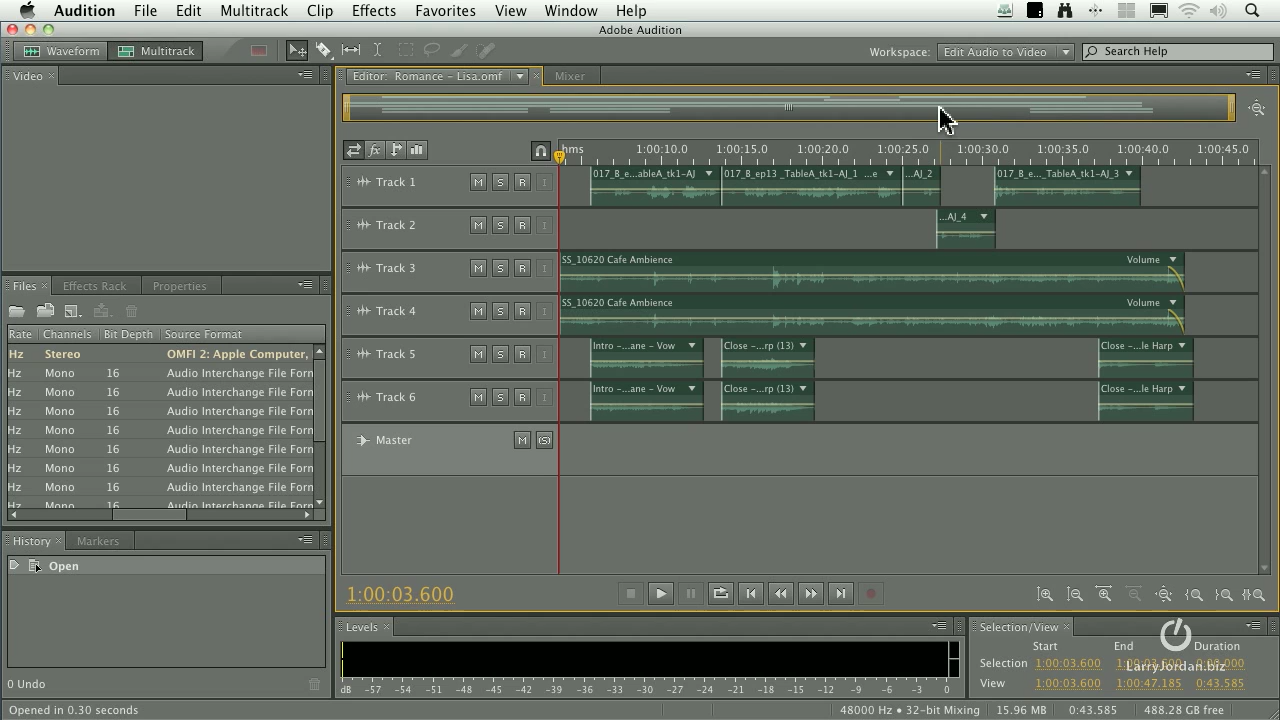 Audition File Edit Multitrack Clip Effects Favorites View Window Help
Adobe Audition
Waveform Multitrack Workspace: Edit Audio to Video Search Help
Video
Editor: Romance - Lisa.omf Mixer
hms 1:00:10.0 1:00:15.0 1:00:20.0 1:00:25.0 1:00:30.0 1:00:35.0 1:00:40.0 1:00:45.0
Track 1 M S R I 017_B_e...ableA_tk1-AJ 017_B_ep13 _TableA_tk1-AJ_1 ...e ...AJ_2 017_B_e..._TableA_tk1-AJ_3
Track 2 M S R I ...AJ_4
Track 3 M S R I SS_10620 Cafe Ambience Volume
Track 4 M S R I SS_10620 Cafe Ambience Volume
Track 5 M S R I Intro -...ane - Vow Close -...rp (13) Close -...le Harp
Track 6 M S R I Intro -...ane - Vow Close -...rp (13) Close -...le Harp
Master M (S)
Files Effects Rack Properties
Rate Channels Bit Depth Source Format
Hz Stereo OMFI 2: Apple Computer,
Hz Mono 16 Audio Interchange File Forn
Hz Mono 16 Audio Interchange File Forn
Hz Mono 16 Audio Interchange File Forn
Hz Mono 16 Audio Interchange File Forn
Hz Mono 16 Audio Interchange File Forn
Hz Mono 16 Audio Interchange File Forn
Hz Mono 16 Audio Interchange File Forn
Hz Mono 16 Audio Interchange File Forn
History Markers
Open
0 Undo
1:00:03.600
Levels
dB -57 -54 -51 -48 -45 -42 -39 -36 -33 -30 -27 -24 -21 -18 -15 -12 -9 -6 -3 0
Selection/View
Start End Duration
Selection 1:00:03.600
View 1:00:03.600 1:00:47.185 0:43.585
LarryJordan.biz
Opened in 0.30 seconds 48000 Hz • 32-bit Mixing 15.96 MB 0:43.585 488.28 GB free